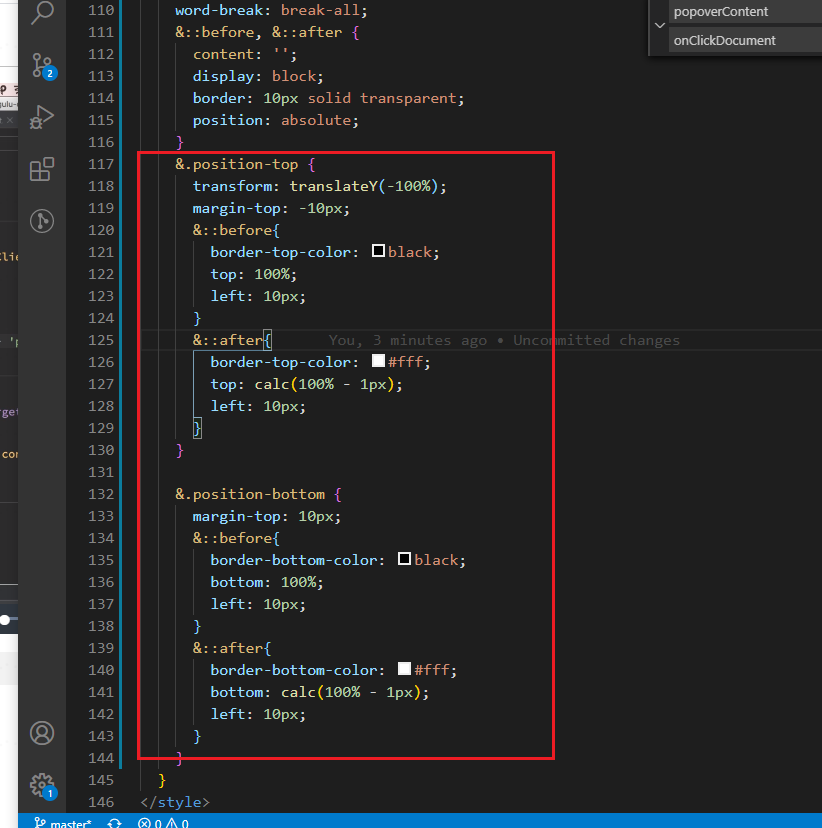 popoverContent
onClickDocument
110 word-break: break-all;
111 &::before, &::after {
112 content: '';
113 display: block;
114 border: 10px solid transparent;
115 position: absolute;
116 }
117 &.position-top {
118 transform: translateY(-100%);
119 margin-top: -10px;
120 &::before{
121 border-top-color: black;
122 top: 100%;
123 left: 10px;
124 }
125 &::after{ You, 3 minutes ago • Uncommitted changes
126 border-top-color: #fff;
127 top: calc(100% - 1px);
128 left: 10px;
129 }
130 }
131
132 &.position-bottom {
133 margin-top: 10px;
134 &::before{
135 border-bottom-color: black;
136 bottom: 100%;
137 left: 10px;
138 }
139 &::after{
140 border-bottom-color: #fff;
141 bottom: calc(100% - 1px);
142 left: 10px;
143 }
144 }
145 }
146 </style>
2
1
master* 0 0